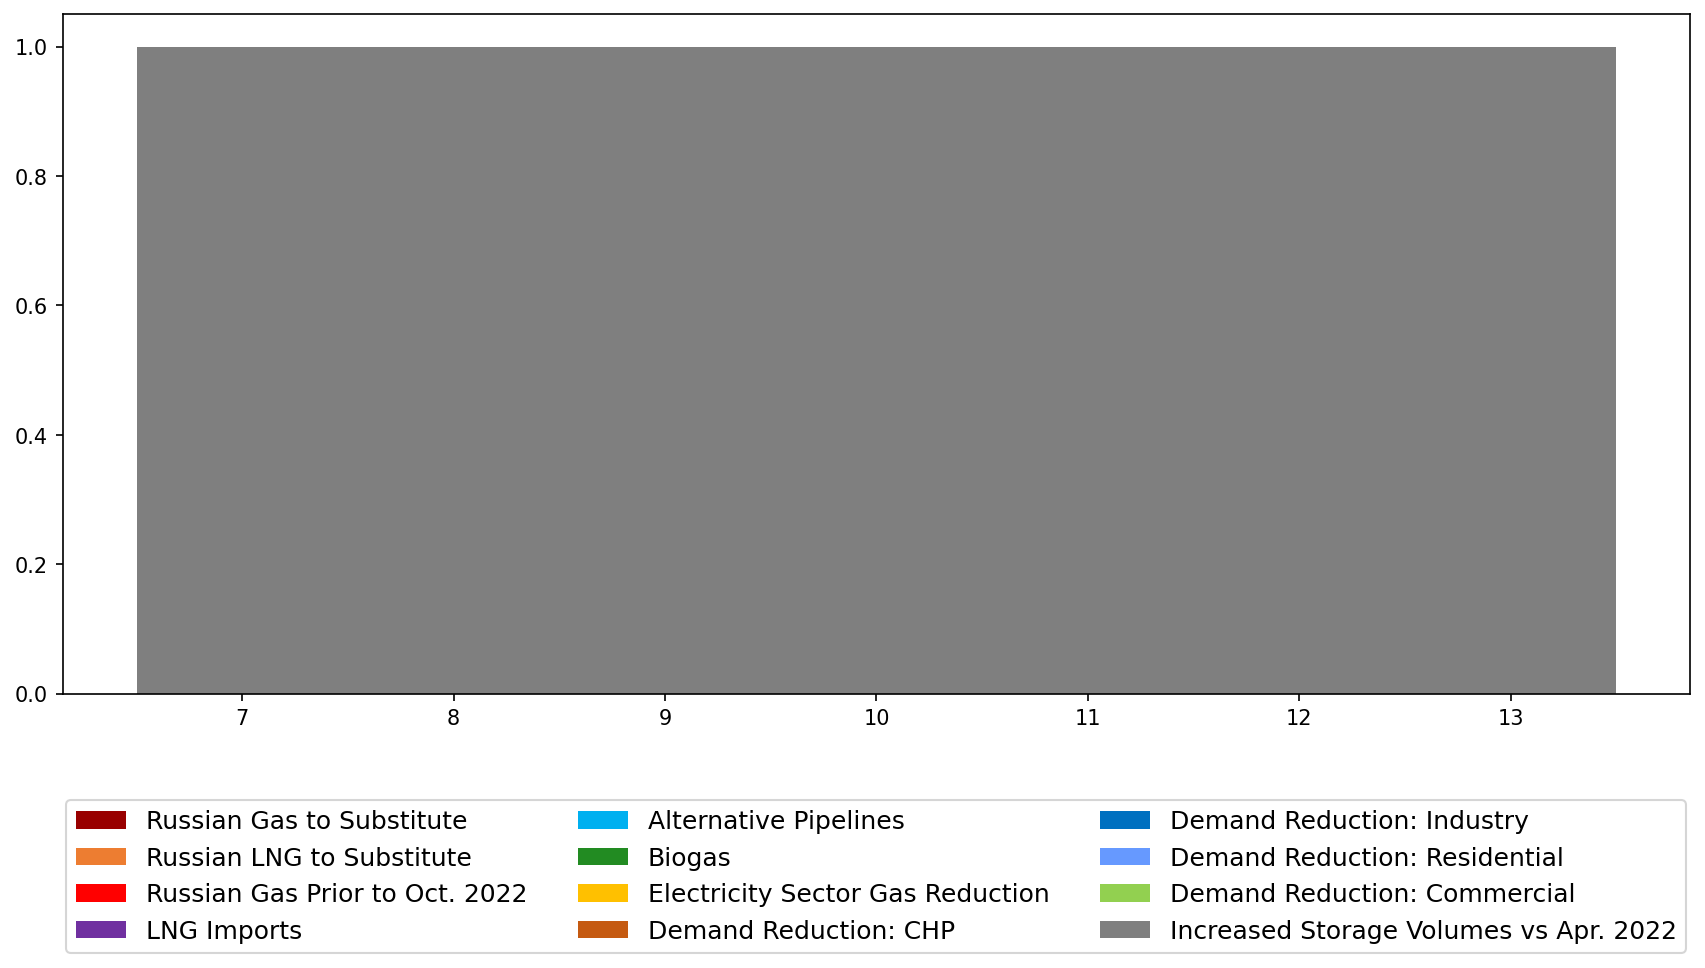 1.0
0.8
0.6
0.4
0.2
0.0
7 8 9 10 11 12 13
Russian Gas to Substitute
Russian LNG to Substitute
Russian Gas Prior to Oct. 2022
LNG Imports
Alternative Pipelines
Biogas
Electricity Sector Gas Reduction
Demand Reduction: CHP
Demand Reduction: Industry
Demand Reduction: Residential
Demand Reduction: Commercial
Increased Storage Volumes vs Apr. 2022